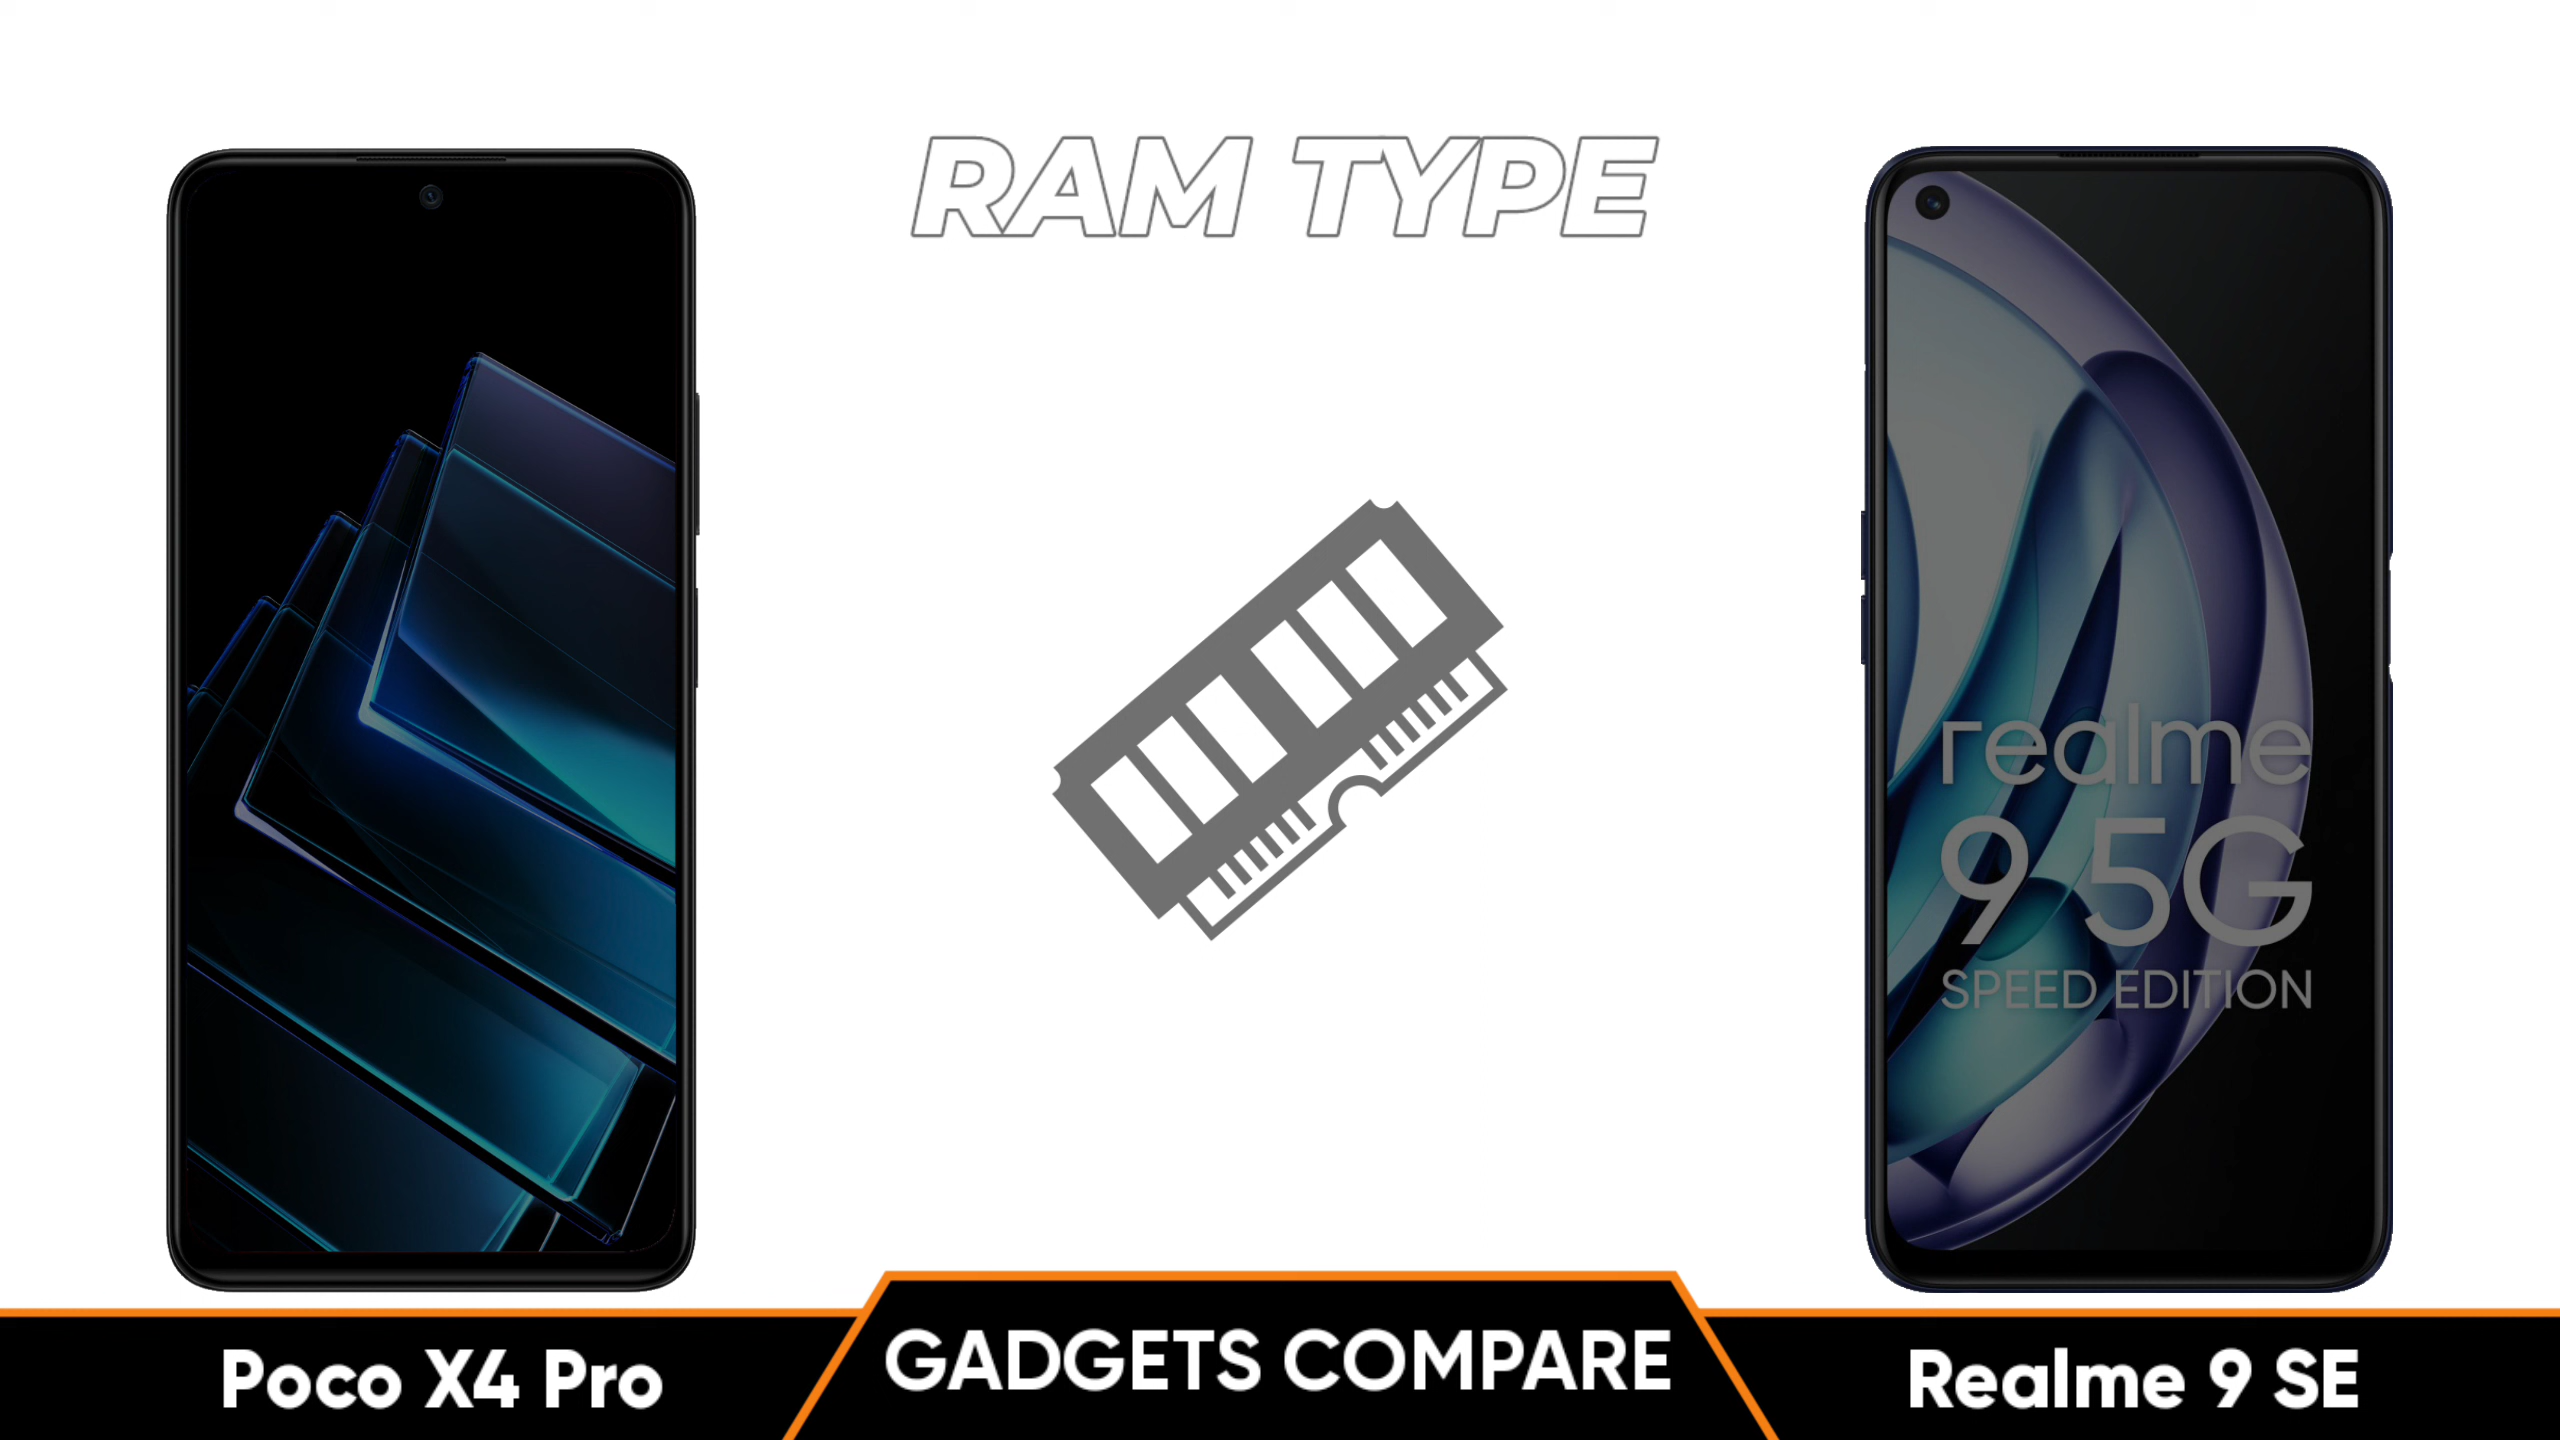 RAM TYPE
realme
9 5G
SPEED EDITION
Poco X4 Pro
GADGETS COMPARE
Realme 9 SE